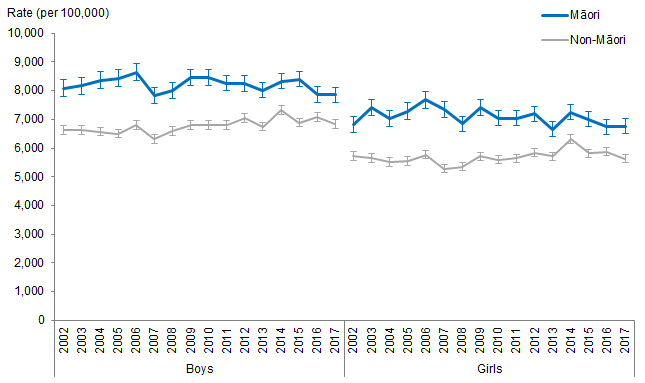 Rate (per 100,000)
Māori
Non-Māori
10,000
9,000
8,000
7,000
6,000
5,000
4,000
3,000
2,000
1,000
0
2002 2003 2004 2005 2006 2007 2008 2009 2010 2011 2012 2013 2014 2015 2016 2017 2002 2003 2004 2005 2006 2007 2008 2009 2010 2011 2012 2013 2014 2015 2016 2017
Boys Girls